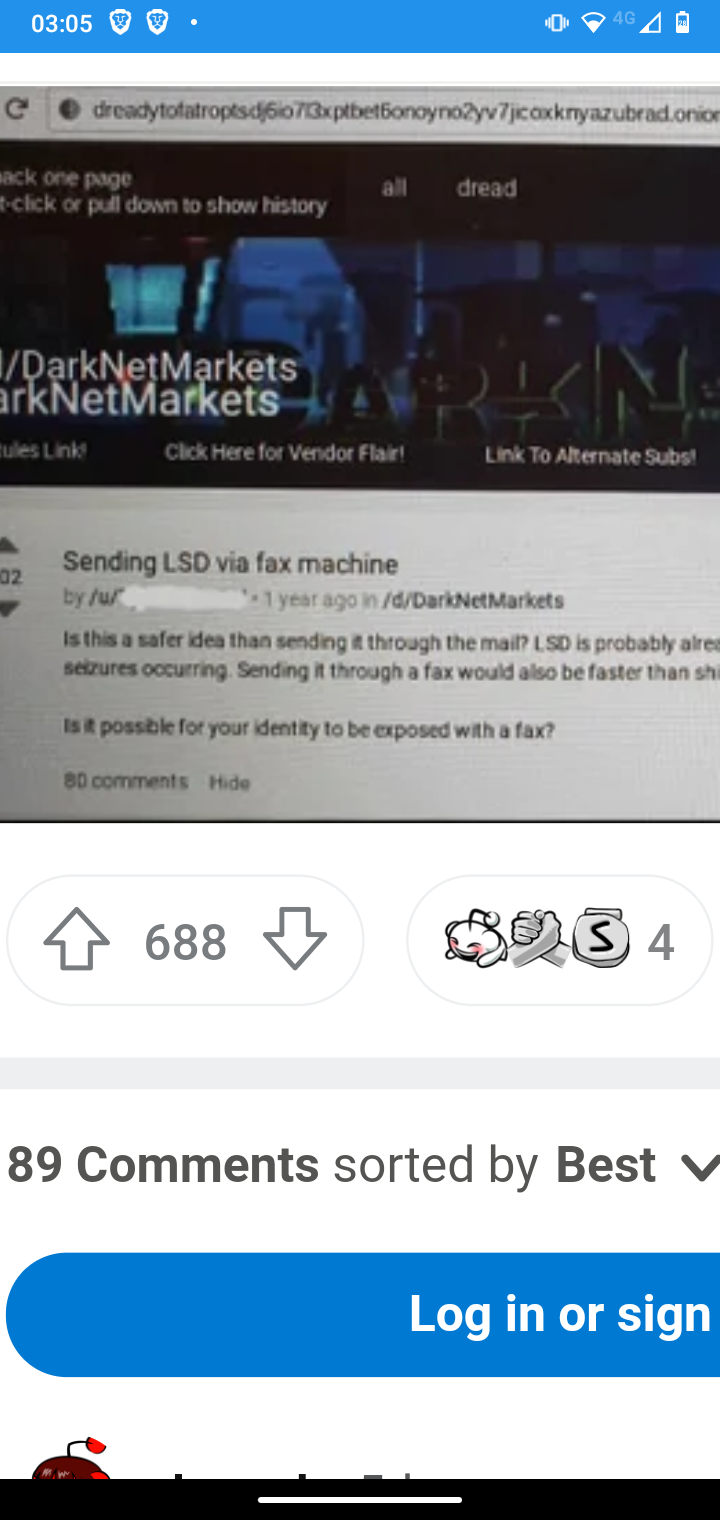 03:05
4G
28
dreadytofatroptsdj6io7l3xptbet6onoyno2yv7jicoxknyazubrad.onion
ack one page
t-click or pull down to show history
all dread
/DarkNetMarkets
arkNetMarkets
DARKN
ules Link! Click Here for Vendor Flair! Link To Alternate Subs!
Sending LSD via fax machine
02
by /u/ • 1 year ago in /d/DarkNetMarkets
Is this a safer idea than sending it through the mail? LSD is probably alrea
seizures occurring. Sending it through a fax would also be faster than shi
Is it possible for your identity to be exposed with a fax?
80 comments Hide
688
S 4
89 Comments sorted by Best
Log in or sign